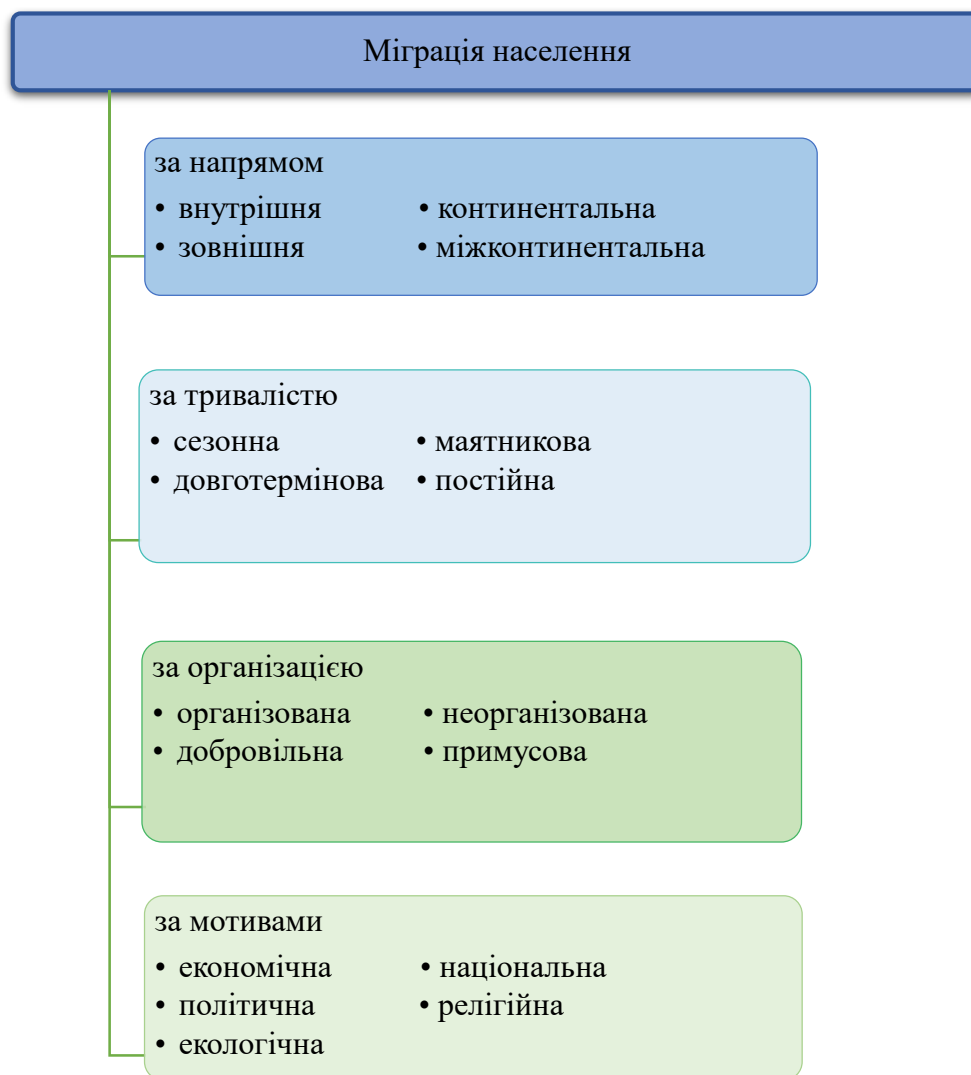 Міграція населення
за напрямом
• внутрішня • континентальна
• зовнішня • міжконтинентальна
за тривалістю
• сезонна • маятникова
• довготермінова • постійна
за організацією
• організована • неорганізована
• добровільна • примусова
за мотивами
• економічна • національна
• політична • релігійна
• екологічна